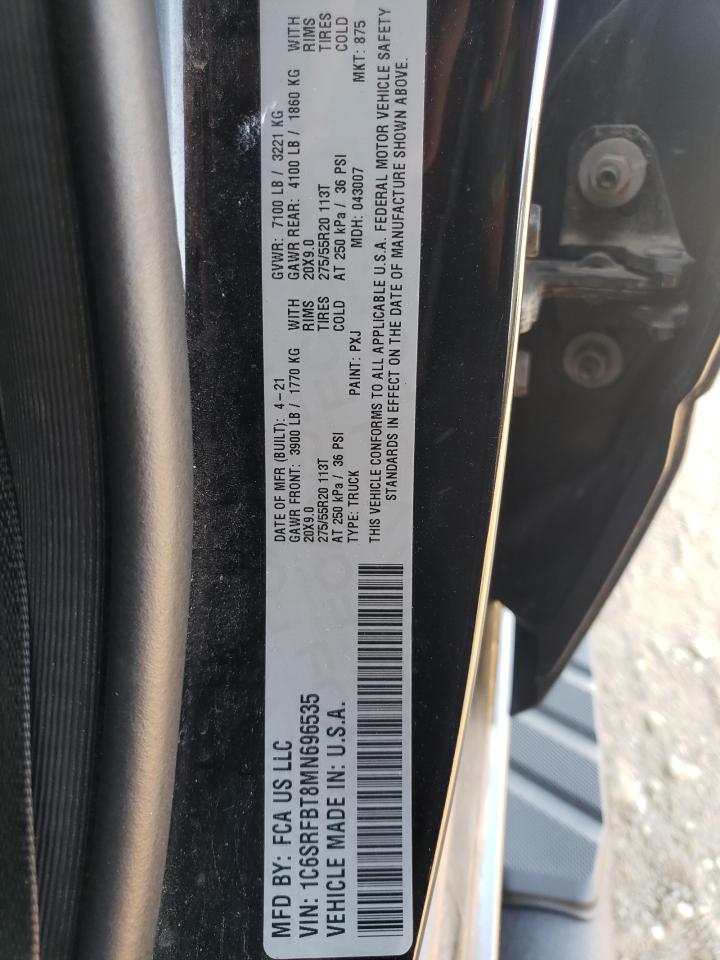 MFD BY: FCA US LLC
VIN: 1C6SRFBT8MN696535
VEHICLE MADE IN: U.S.A.
DATE OF MFR (BUILT): 4-21 GVWR: 7100 LB / 3221 KG
GAWR FRONT: 3900 LB / 1770 KG WITH GAWR REAR: 4100 LB / 1860 KG WITH
20X9.0 RIMS 20X9.0 RIMS
275/55R20 113T TIRES 275/55R20 113T TIRES
AT 250 kPa / 36 PSI COLD AT 250 kPa / 36 PSI COLD
TYPE: TRUCK PAINT: PXJ MDH: 043007 MKT: 875
THIS VEHICLE CONFORMS TO ALL APPLICABLE U.S.A. FEDERAL MOTOR VEHICLE SAFETY
STANDARDS IN EFFECT ON THE DATE OF MANUFACTURE SHOWN ABOVE.